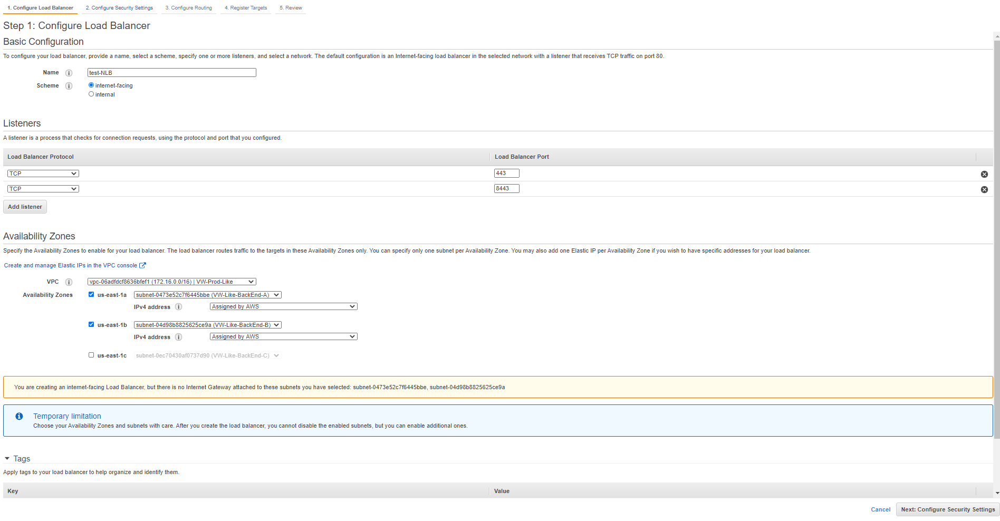 1. Configure Load Balancer 2. Configure Security Settings 3. Configure Routing 4. Register Targets 5. Review
Step 1: Configure Load Balancer
Basic Configuration
To configure your load balancer, provide a name, select a scheme, specify one or more listeners, and select a network. The default configuration is an Internet-facing load balancer in the selected network with a listener that receives TCP traffic on port 80.
Name i test-NLB
Scheme i internet-facing
internal
Listeners
A listener is a process that checks for connection requests, using the protocol and port that you configured.
Load Balancer Protocol Load Balancer Port
TCP 443
TCP 8443
Add listener
Availability Zones
Specify the Availability Zones to enable for your load balancer. The load balancer routes traffic to the targets in these Availability Zones only. You can specify only one subnet per Availability Zone. You may also add one Elastic IP per Availability Zone if you wish to have specific addresses for your load balancer.
Create and manage Elastic IPs in the VPC console
VPC i vpc-06adfdcf8636bfef1 (172.16.0.0/16) | VW-Prod-Like
Availability Zones us-east-1a subnet-0473e52c7f6445bbe (VW-Like-BackEnd-A)
IPv4 address i Assigned by AWS
us-east-1b subnet-04d98b8825625ce9a (VW-Like-BackEnd-B)
IPv4 address i Assigned by AWS
us-east-1c subnet-0ec70430af0737d90 (VW-Like-BackEnd-C)
You are creating an internet-facing Load Balancer, but there is no Internet Gateway attached to these subnets you have selected: subnet-0473e52c7f6445bbe, subnet-04d98b8825625ce9a
Temporary limitation
Choose your Availability Zones and subnets with care. After you create the load balancer, you cannot disable the enabled subnets, but you can enable additional ones.
Tags
Apply tags to your load balancer to help organize and identify them.
Key Value
Cancel Next: Configure Security Settings